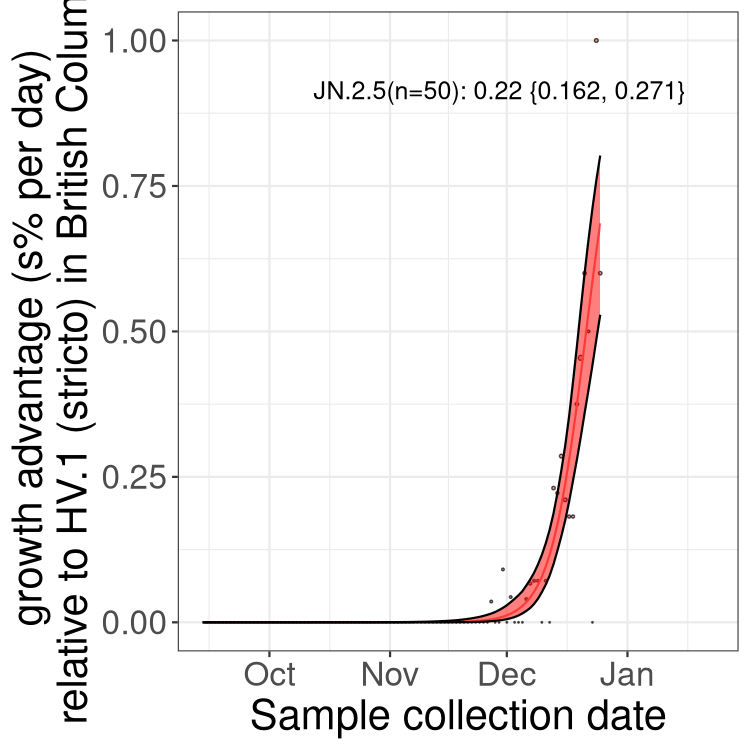 growth advantage (s% per day)
relative to HV.1 (stricto) in British Colum
1.00
0.75
0.50
0.25
0.00
JN.2.5(n=50): 0.22 {0.162, 0.271}
Oct Nov Dec Jan
Sample collection date